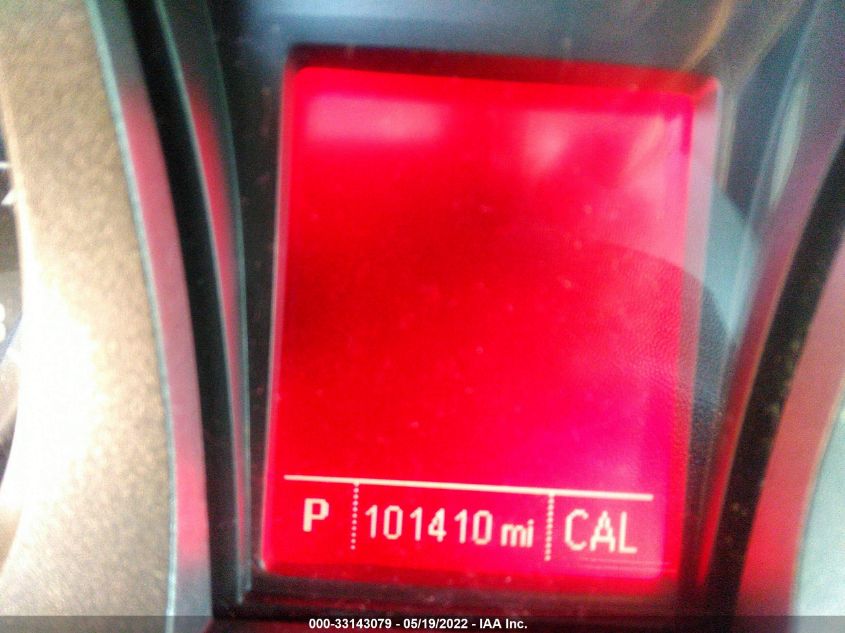 P 101410 mi CAL
000-33143079 - 05/19/2022 - IAA Inc.